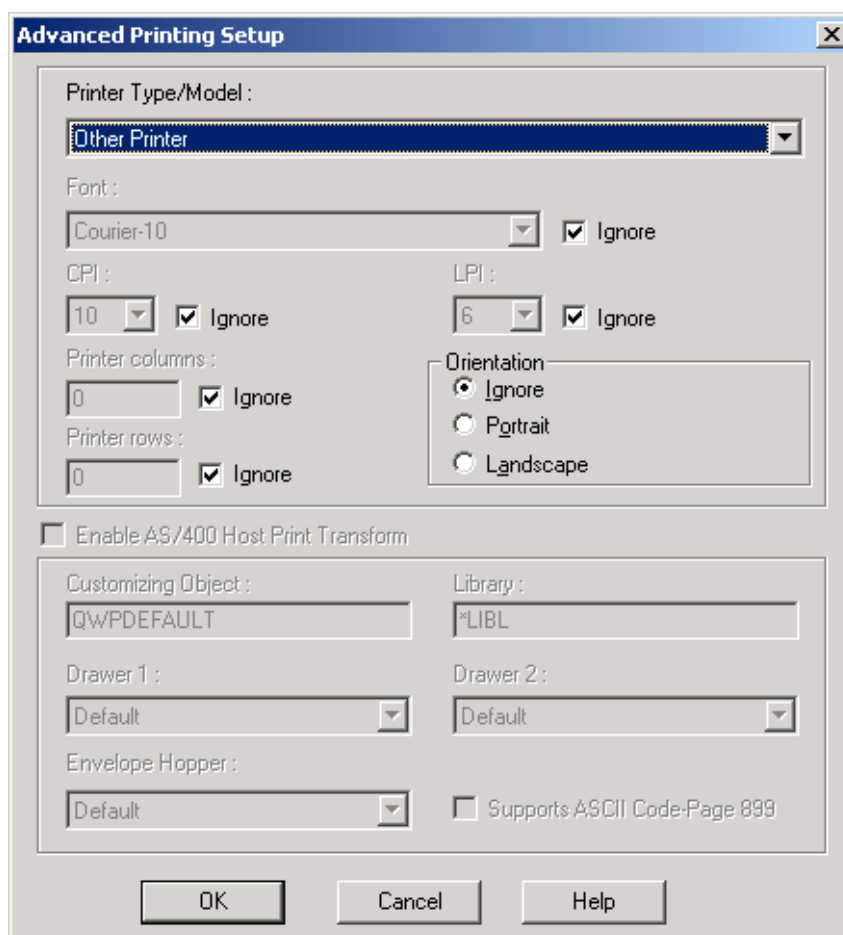 Advanced Printing Setup
Printer Type/Model :
Other Printer
Font :
Courier-10
Ignore
CPI :
LPI :
10
Ignore
6
Ignore
Printer columns :
Orientation
0
Ignore
Ignore
Printer rows :
Portrait
0
Ignore
Landscape
Enable AS/400 Host Print Transform
Customizing Object :
Library :
QWPDEFAULT
*LIBL
Drawer 1 :
Drawer 2 :
Default
Default
Envelope Hopper :
Default
Supports ASCII Code-Page 899
OK
Cancel
Help